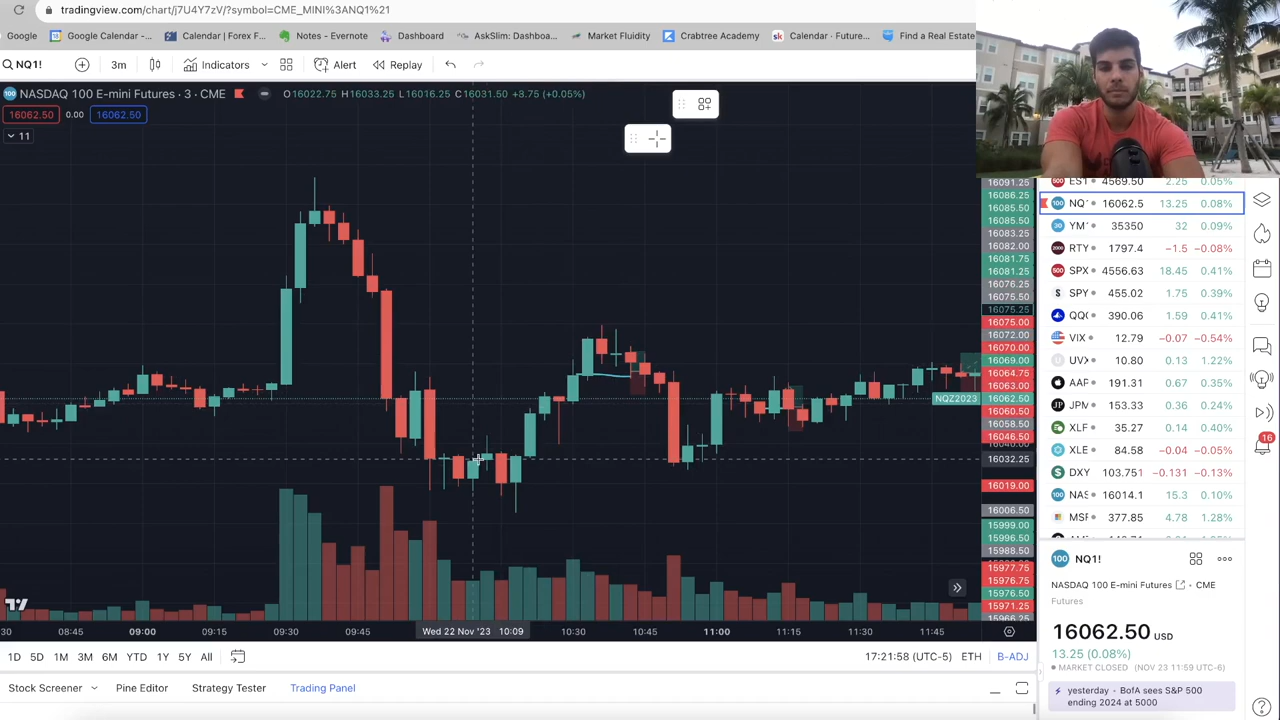 tradingview.com/chart/j7U4Y7zV/?symbol=CME_MINI%3ANQ1%21
Google Google Calendar -... Calendar | Forex F... Notes - Evernote Dashboard AskSlim: Dashboa... Market Fluidity Crabtree Academy Calendar · Future... Find a Real Estate
NQ1! 3m Indicators Alert Replay
NASDAQ 100 E-mini Futures · 3 · CME O16022.75 H16033.25 L16016.25 C16031.50 +8.75 (+0.05%)
16062.50 0.00 16062.50
11
16091.25
16086.25
16085.50
16083.25
16082.00
16081.75
16081.25
16076.25
16075.50
16075.25
16075.00
16072.00
16070.00
16069.00
16064.75
16063.00
NQZ2023 16062.50
16060.50
16058.50
16046.50
16032.25
16019.00
16006.50
15999.00
15996.50
15988.50
15977.75
15976.75
15976.50
15971.25
15966.25
:30 08:45 09:00 09:15 09:30 09:45 Wed 22 Nov '23 10:09 10:30 10:45 11:00 11:15 11:30 11:45
1D 5D 1M 3M 6M YTD 1Y 5Y All 17:21:58 (UTC-5) ETH B-ADJ
Stock Screener Pine Editor Strategy Tester Trading Panel
ES1 4569.50 2.25 0.05%
NQ 16062.5 13.25 0.08%
YM 35350 32 0.09%
RTY 1797.4 −1.5 −0.08%
SPX 4556.63 18.45 0.41%
SPY 455.02 1.75 0.39%
QQQ 390.06 1.59 0.41%
VIX 12.79 −0.07 −0.54%
UVX 10.80 0.13 1.22%
AAP 191.31 0.67 0.35%
JPM 153.33 0.36 0.24%
XLF 35.27 0.14 0.40%
XLE 84.58 −0.04 −0.05%
DXY 103.751 −0.131 −0.13%
NAS 16014.1 15.3 0.10%
MSF 377.85 4.78 1.28%
16
NQ1!
NASDAQ 100 E-mini Futures · CME
Futures
16062.50 USD
13.25 (0.08%)
MARKET CLOSED (NOV 23 11:59 UTC-6)
yesterday · BofA sees S&P 500
ending 2024 at 5000